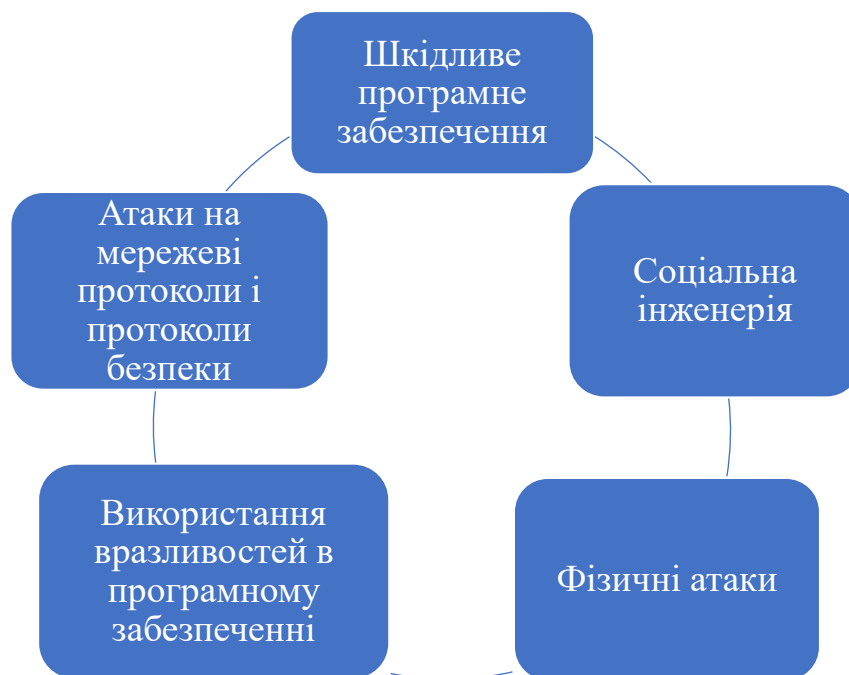 Шкідливе
програмне
забезпечення
Соціальна
інженерія
Фізичні атаки
Використання
вразливостей в
програмному
забезпеченні
Атаки на
мережеві
протоколи і
протоколи
безпеки